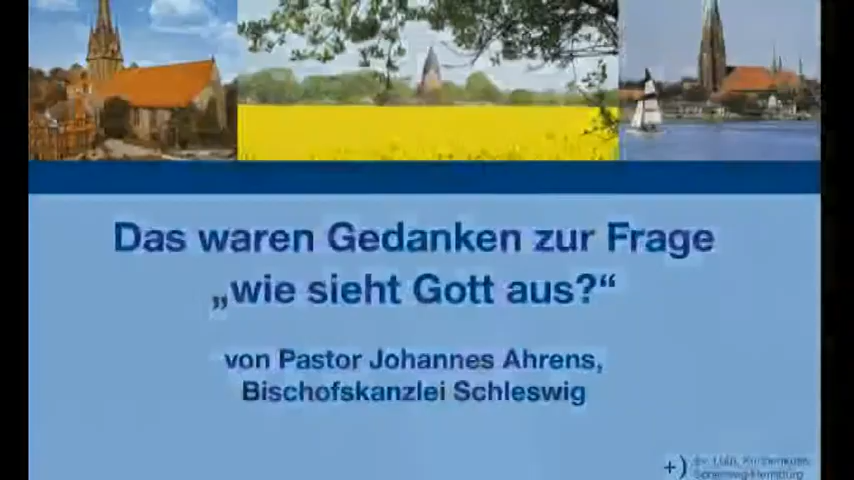 Das waren Gedanken zur Frage
„wie sieht Gott aus?“
von Pastor Johannes Ahrens,
Bischofskanzlei Schleswig